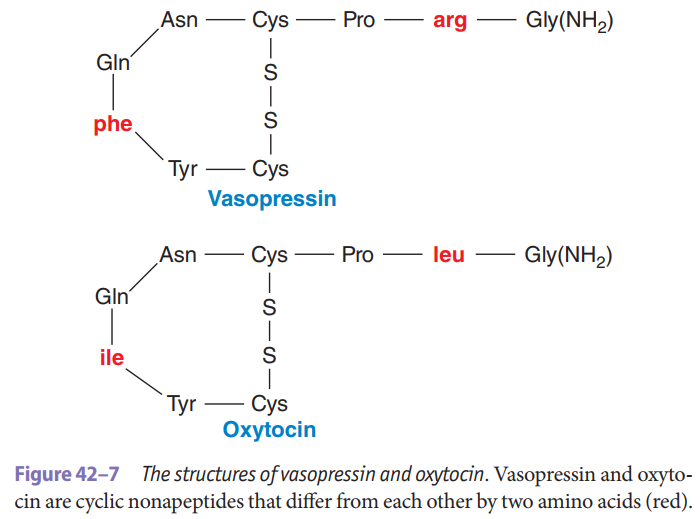 Asn Cys Pro arg Gly(NH₂)
Gln
S
phe
S
Tyr Cys
Vasopressin
Asn Cys Pro leu Gly(NH₂)
Gln
S
ile
S
Tyr Cys
Oxytocin
Figure 42–7 The structures of vasopressin and oxytocin. Vasopressin and oxyto-
cin are cyclic nonapeptides that differ from each other by two amino acids (red).